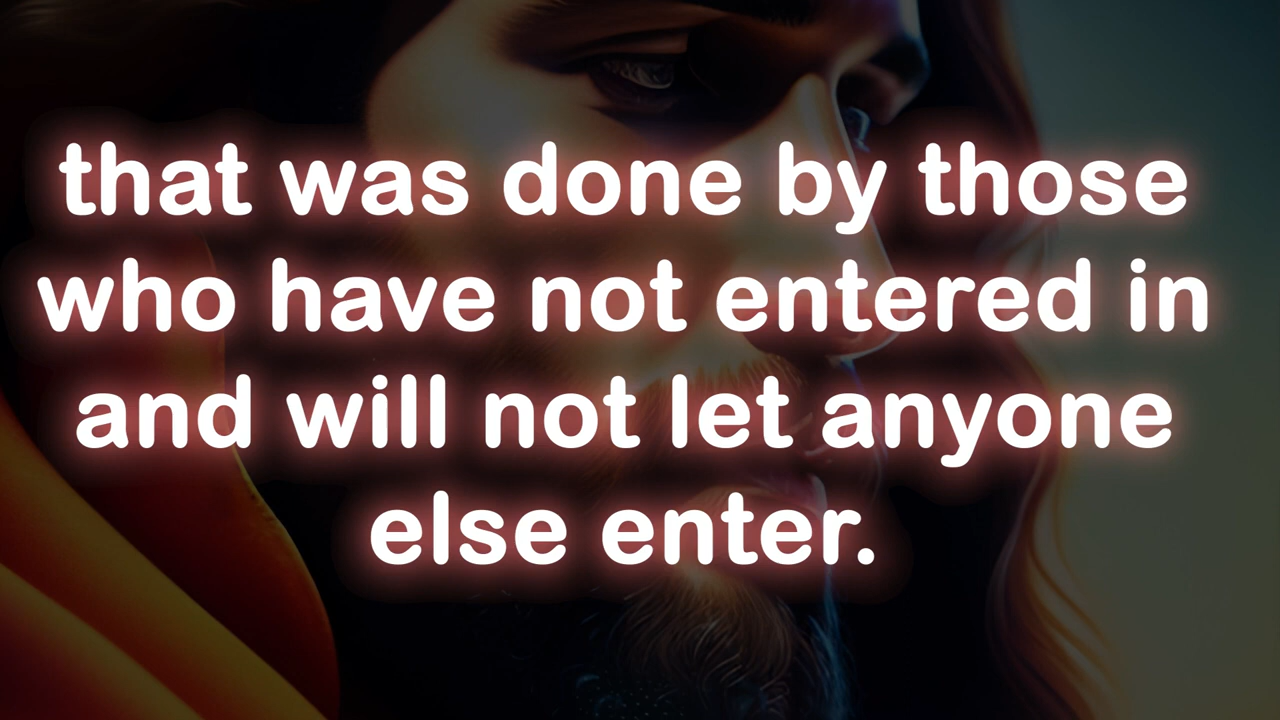 that was done by those
who have not entered in
and will not let anyone
else enter.